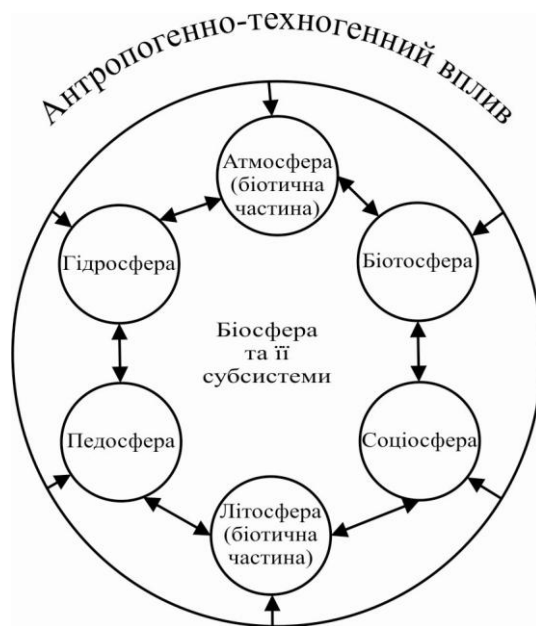 Антропогенно-техногенний вплив
Атмосфера
(біотична
частина)
Гідросфера
Біотосфера
Біосфера
та її
субсистеми
Педосфера
Соціосфера
Літосфера
(біотична
частина)